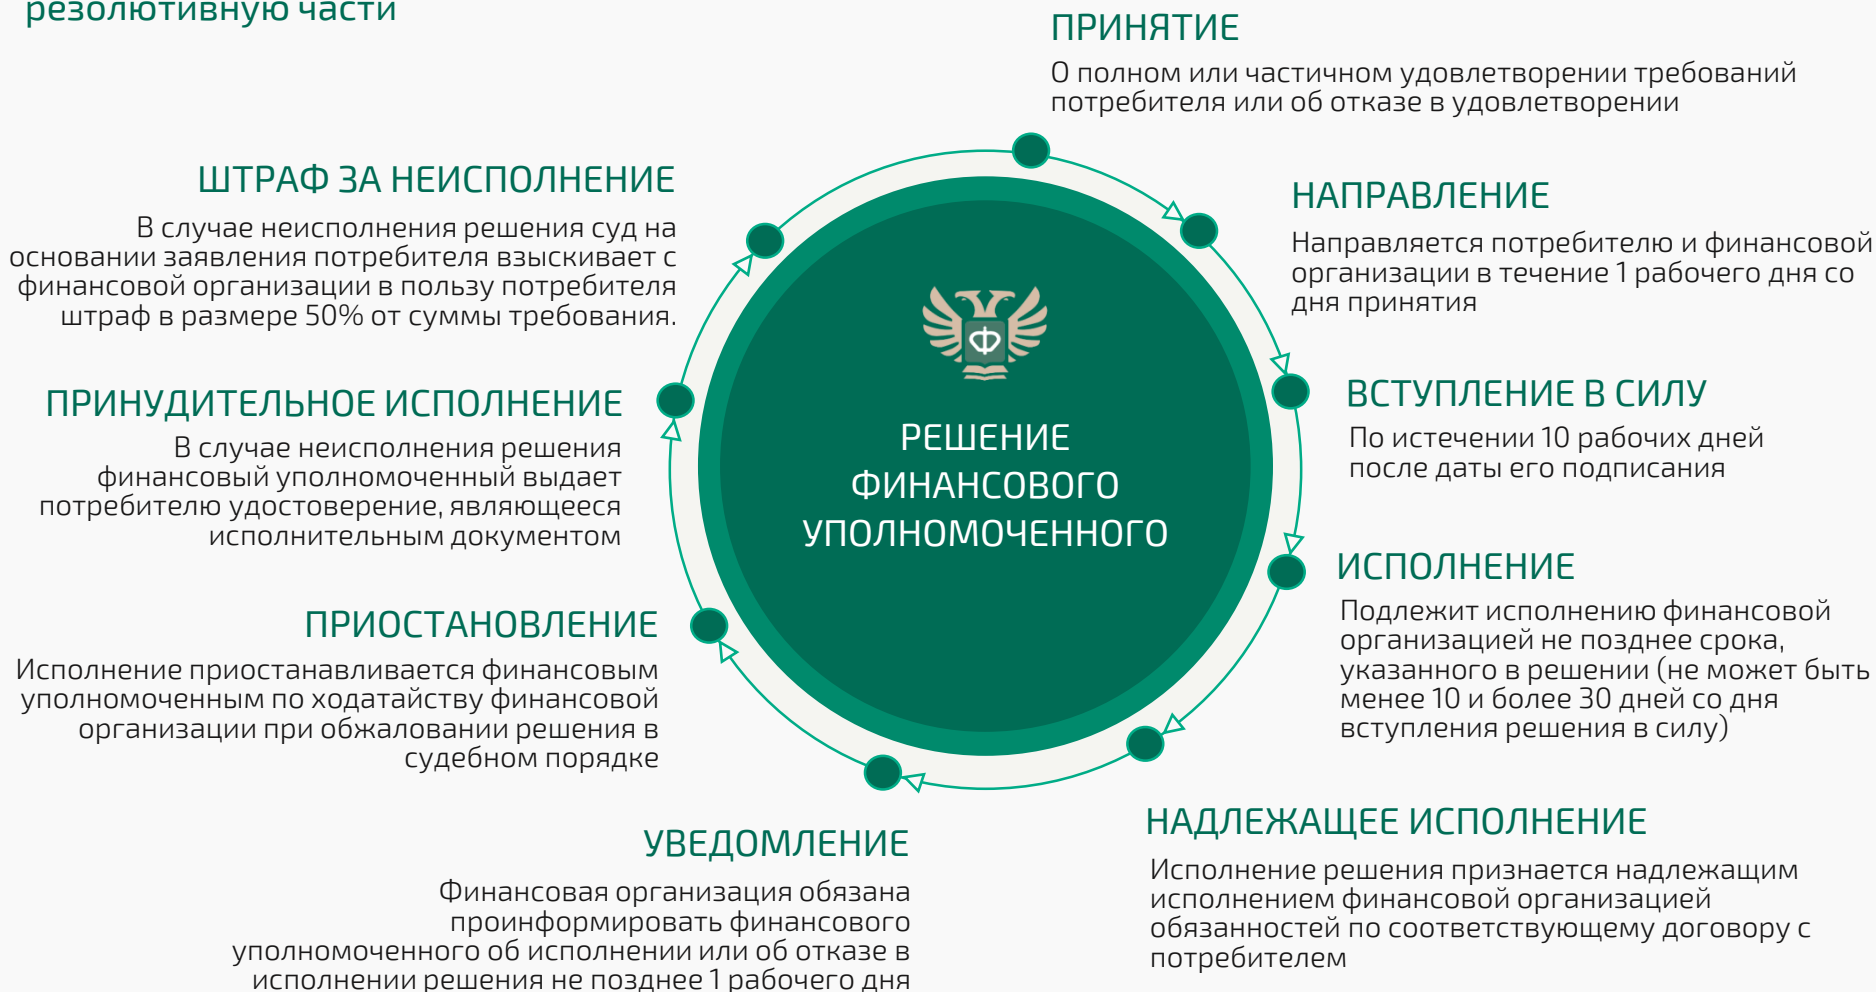 резолютивную части
ПРИНЯТИЕ
О полном или частичном удовлетворении требований
потребителя или об отказе в удовлетворении
НАПРАВЛЕНИЕ
Направляется потребителю и финансовой
организации в течение 1 рабочего дня со
дня принятия
ВСТУПЛЕНИЕ В СИЛУ
По истечении 10 рабочих дней
после даты его подписания
ИСПОЛНЕНИЕ
Подлежит исполнению финансовой
организацией не позднее срока,
указанного в решении (не может быть
менее 10 и более 30 дней со дня
вступления решения в силу)
НАДЛЕЖАЩЕЕ ИСПОЛНЕНИЕ
Исполнение решения признается надлежащим
исполнением финансовой организацией
обязанностей по соответствующему договору с
потребителем
УВЕДОМЛЕНИЕ
Финансовая организация обязана
проинформировать финансового
уполномоченного об исполнении или об отказе в
исполнении решения не позднее 1 рабочего дня
ПРИОСТАНОВЛЕНИЕ
Исполнение приостанавливается финансовым
уполномоченным по ходатайству финансовой
организации при обжаловании решения в
судебном порядке
ПРИНУДИТЕЛЬНОЕ ИСПОЛНЕНИЕ
В случае неисполнения решения
финансовый уполномоченный выдает
потребителю удостоверение, являющееся
исполнительным документом
ШТРАФ ЗА НЕИСПОЛНЕНИЕ
В случае неисполнения решения суд на
основании заявления потребителя взыскивает с
финансовой организации в пользу потребителя
штраф в размере 50% от суммы требования.
Ф
РЕШЕНИЕ
ФИНАНСОВОГО
УПОЛНОМОЧЕННОГО